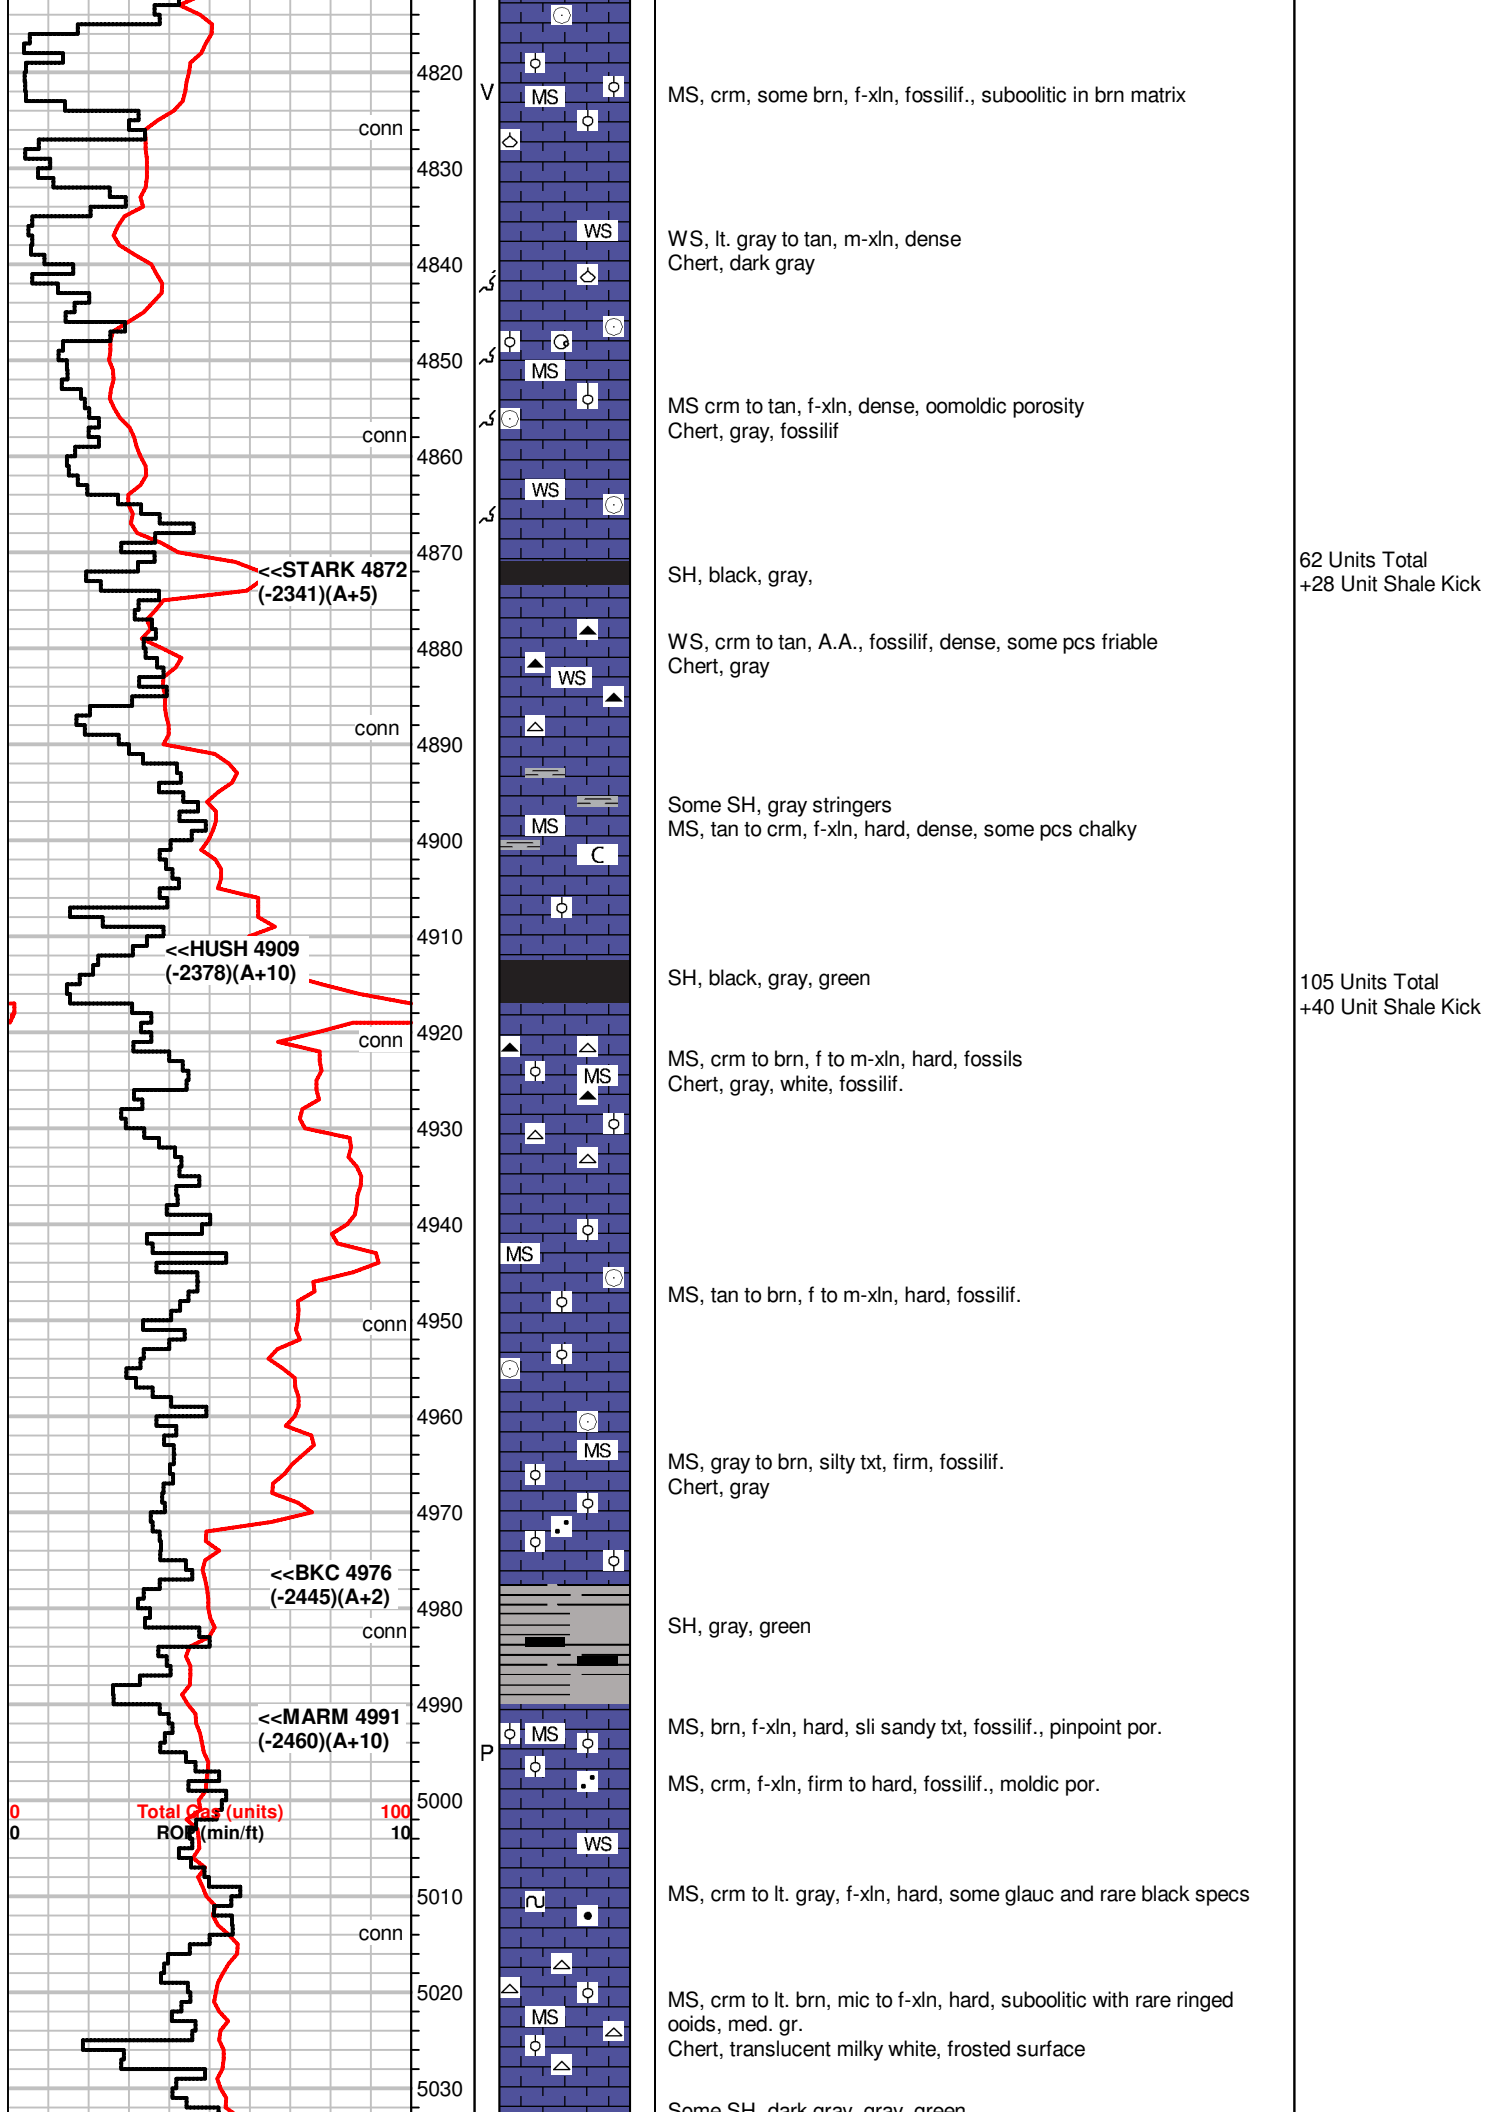 4820
V
MS
MS, crm, some brn, f-xln, fossilif., suboolitic in brn matrix
conn
4830
WS
WS, lt. gray to tan, m-xln, dense
4840
Chert, dark gray
4850
MS
MS crm to tan, f-xln, dense, oomoldic porosity
Chert, gray, fossilif
conn
4860
WS
4870
<<STARK 4872
(-2341)(A+5)
SH, black, gray,
62 Units Total
+28 Unit Shale Kick
4880
WS, crm to tan, A.A., fossilif, dense, some pcs friable
Chert, gray
WS
conn
4890
Some SH, gray stringers
MS
MS, tan to crm, f-xln, hard, dense, some pcs chalky
4900
C
4910
<<HUSH 4909
(-2378)(A+10)
SH, black, gray, green
105 Units Total
+40 Unit Shale Kick
4920
conn
MS, crm to brn, f to m-xln, hard, fossils
MS
Chert, gray, white, fossilif.
4930
4940
MS
MS, tan to brn, f to m-xln, hard, fossilif.
4950
conn
4960
MS
MS, gray to brn, silty txt, firm, fossilif.
Chert, gray
4970
<<BKC 4976
(-2445)(A+2)
4980
conn
SH, gray, green
4990
<<MARM 4991
(-2460)(A+10)
MS
MS, brn, f-xln, hard, sli sandy txt, fossilif., pinpoint por.
P
MS, crm, f-xln, firm to hard, fossilif., moldic por.
5000
0 Total Gas (units) 100
0 ROP (min/ft) 10
WS
5010
MS, crm to lt. gray, f-xln, hard, some glauc and rare black specs
conn
5020
MS, crm to lt. brn, mic to f-xln, hard, suboolitic with rare ringed
ooids, med. gr.
MS
Chert, translucent milky white, frosted surface
5030
Some SH, dark gray, gray, green